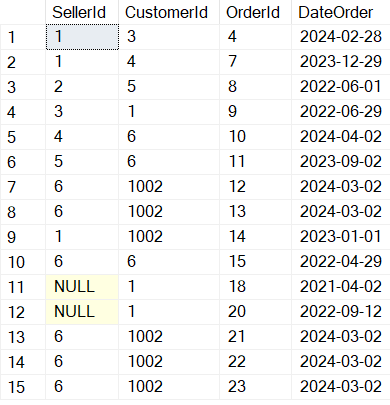 SellerId CustomerId OrderId DateOrder
1 1 3 4 2024-02-28
2 1 4 7 2023-12-29
3 2 5 8 2022-06-01
4 3 1 9 2022-06-29
5 4 6 10 2024-04-02
6 5 6 11 2023-09-02
7 6 1002 12 2024-03-02
8 6 1002 13 2024-03-02
9 1 1002 14 2023-01-01
10 6 6 15 2022-04-29
11 NULL 1 18 2021-04-02
12 NULL 1 20 2022-09-12
13 6 1002 21 2024-03-02
14 6 1002 22 2024-03-02
15 6 1002 23 2024-03-02